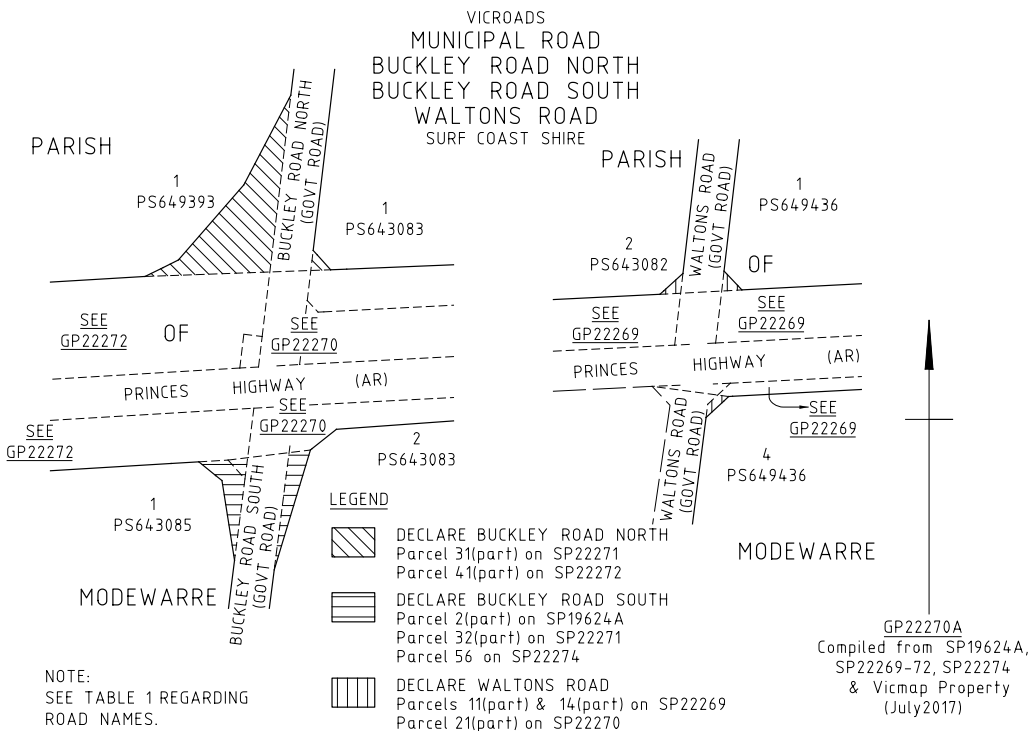 VICROADS
MUNICIPAL ROAD
BUCKLEY ROAD NORTH
BUCKLEY ROAD SOUTH
WALTONS ROAD
SURF COAST SHIRE
PARISH
1
PS649393
BUCKLEY ROAD NORTH
(GOVT ROAD)
1
PS643083
SEE
GP22272
OF
SEE
GP22270
PRINCES HIGHWAY (AR)
SEE
GP22270
SEE
GP22272
2
PS643083
1
PS643085
BUCKLEY ROAD SOUTH
(GOVT ROAD)
MODEWARRE
PARISH
WALTONS ROAD
(GOVT ROAD)
1
PS649436
2
PS643082
OF
SEE
GP22269
SEE
GP22269
PRINCES HIGHWAY (AR)
SEE
GP22269
WALTONS ROAD
(GOVT ROAD)
4
PS649436
MODEWARRE
LEGEND
DECLARE BUCKLEY ROAD NORTH
Parcel 31(part) on SP22271
Parcel 41(part) on SP22272
DECLARE BUCKLEY ROAD SOUTH
Parcel 2(part) on SP19624A
Parcel 32(part) on SP22271
Parcel 56 on SP22274
DECLARE WALTONS ROAD
Parcels 11(part) & 14(part) on SP22269
Parcel 21(part) on SP22270
NOTE:
SEE TABLE 1 REGARDING
ROAD NAMES.
GP22270A
Compiled from SP19624A,
SP22269-72, SP22274
& Vicmap Property
(July2017)